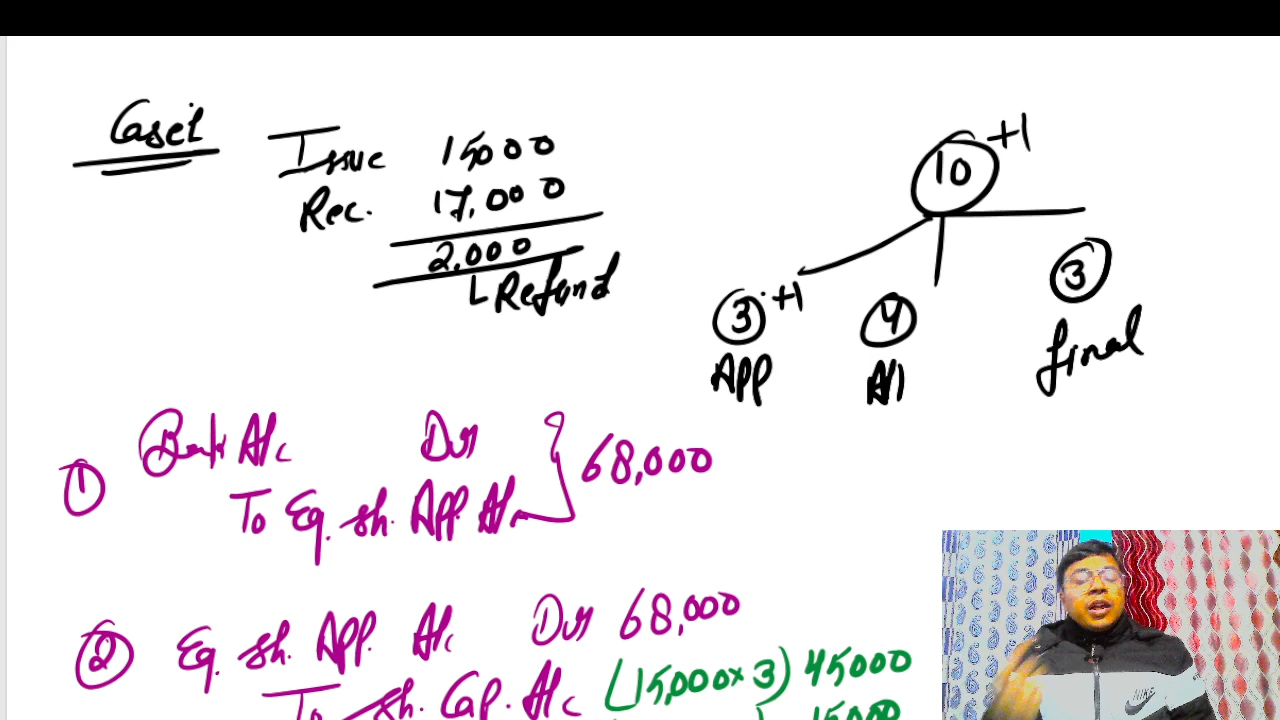 Case 1
Issue 15000
Rec. 17,000
2,000
Refund
10 +1
3 +1 4 3
App All final
① Bank A/c Dr
To Eq. sh. App A/c 68,000
② Eq. sh. App. A/c Dr 68,000
To sh. Cap. A/c (15,000x3) 45000
15000